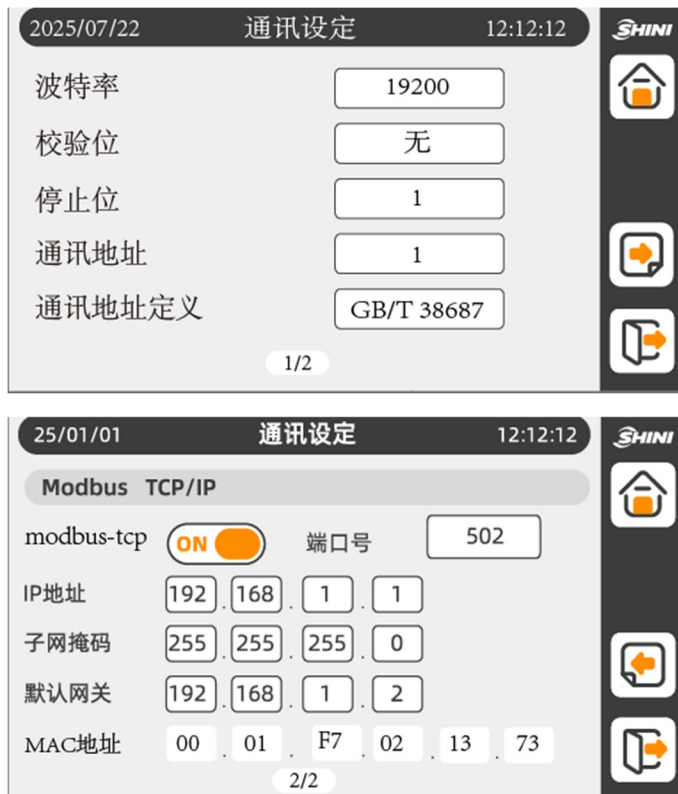 2025/07/22 通讯设定 12:12:12 SHINI
波特率 19200
校验位 无
停止位 1
通讯地址 1
通讯地址定义 GB/T 38687
1/2
25/01/01 通讯设定 12:12:12 SHINI
Modbus TCP/IP
modbus-tcp ON 端口号 502
IP地址 192 . 168 . 1 . 1
子网掩码 255 . 255 . 255 . 0
默认网关 192 . 168 . 1 . 2
MAC地址 00 . 01 . F7 . 02 . 13 . 73
2/2